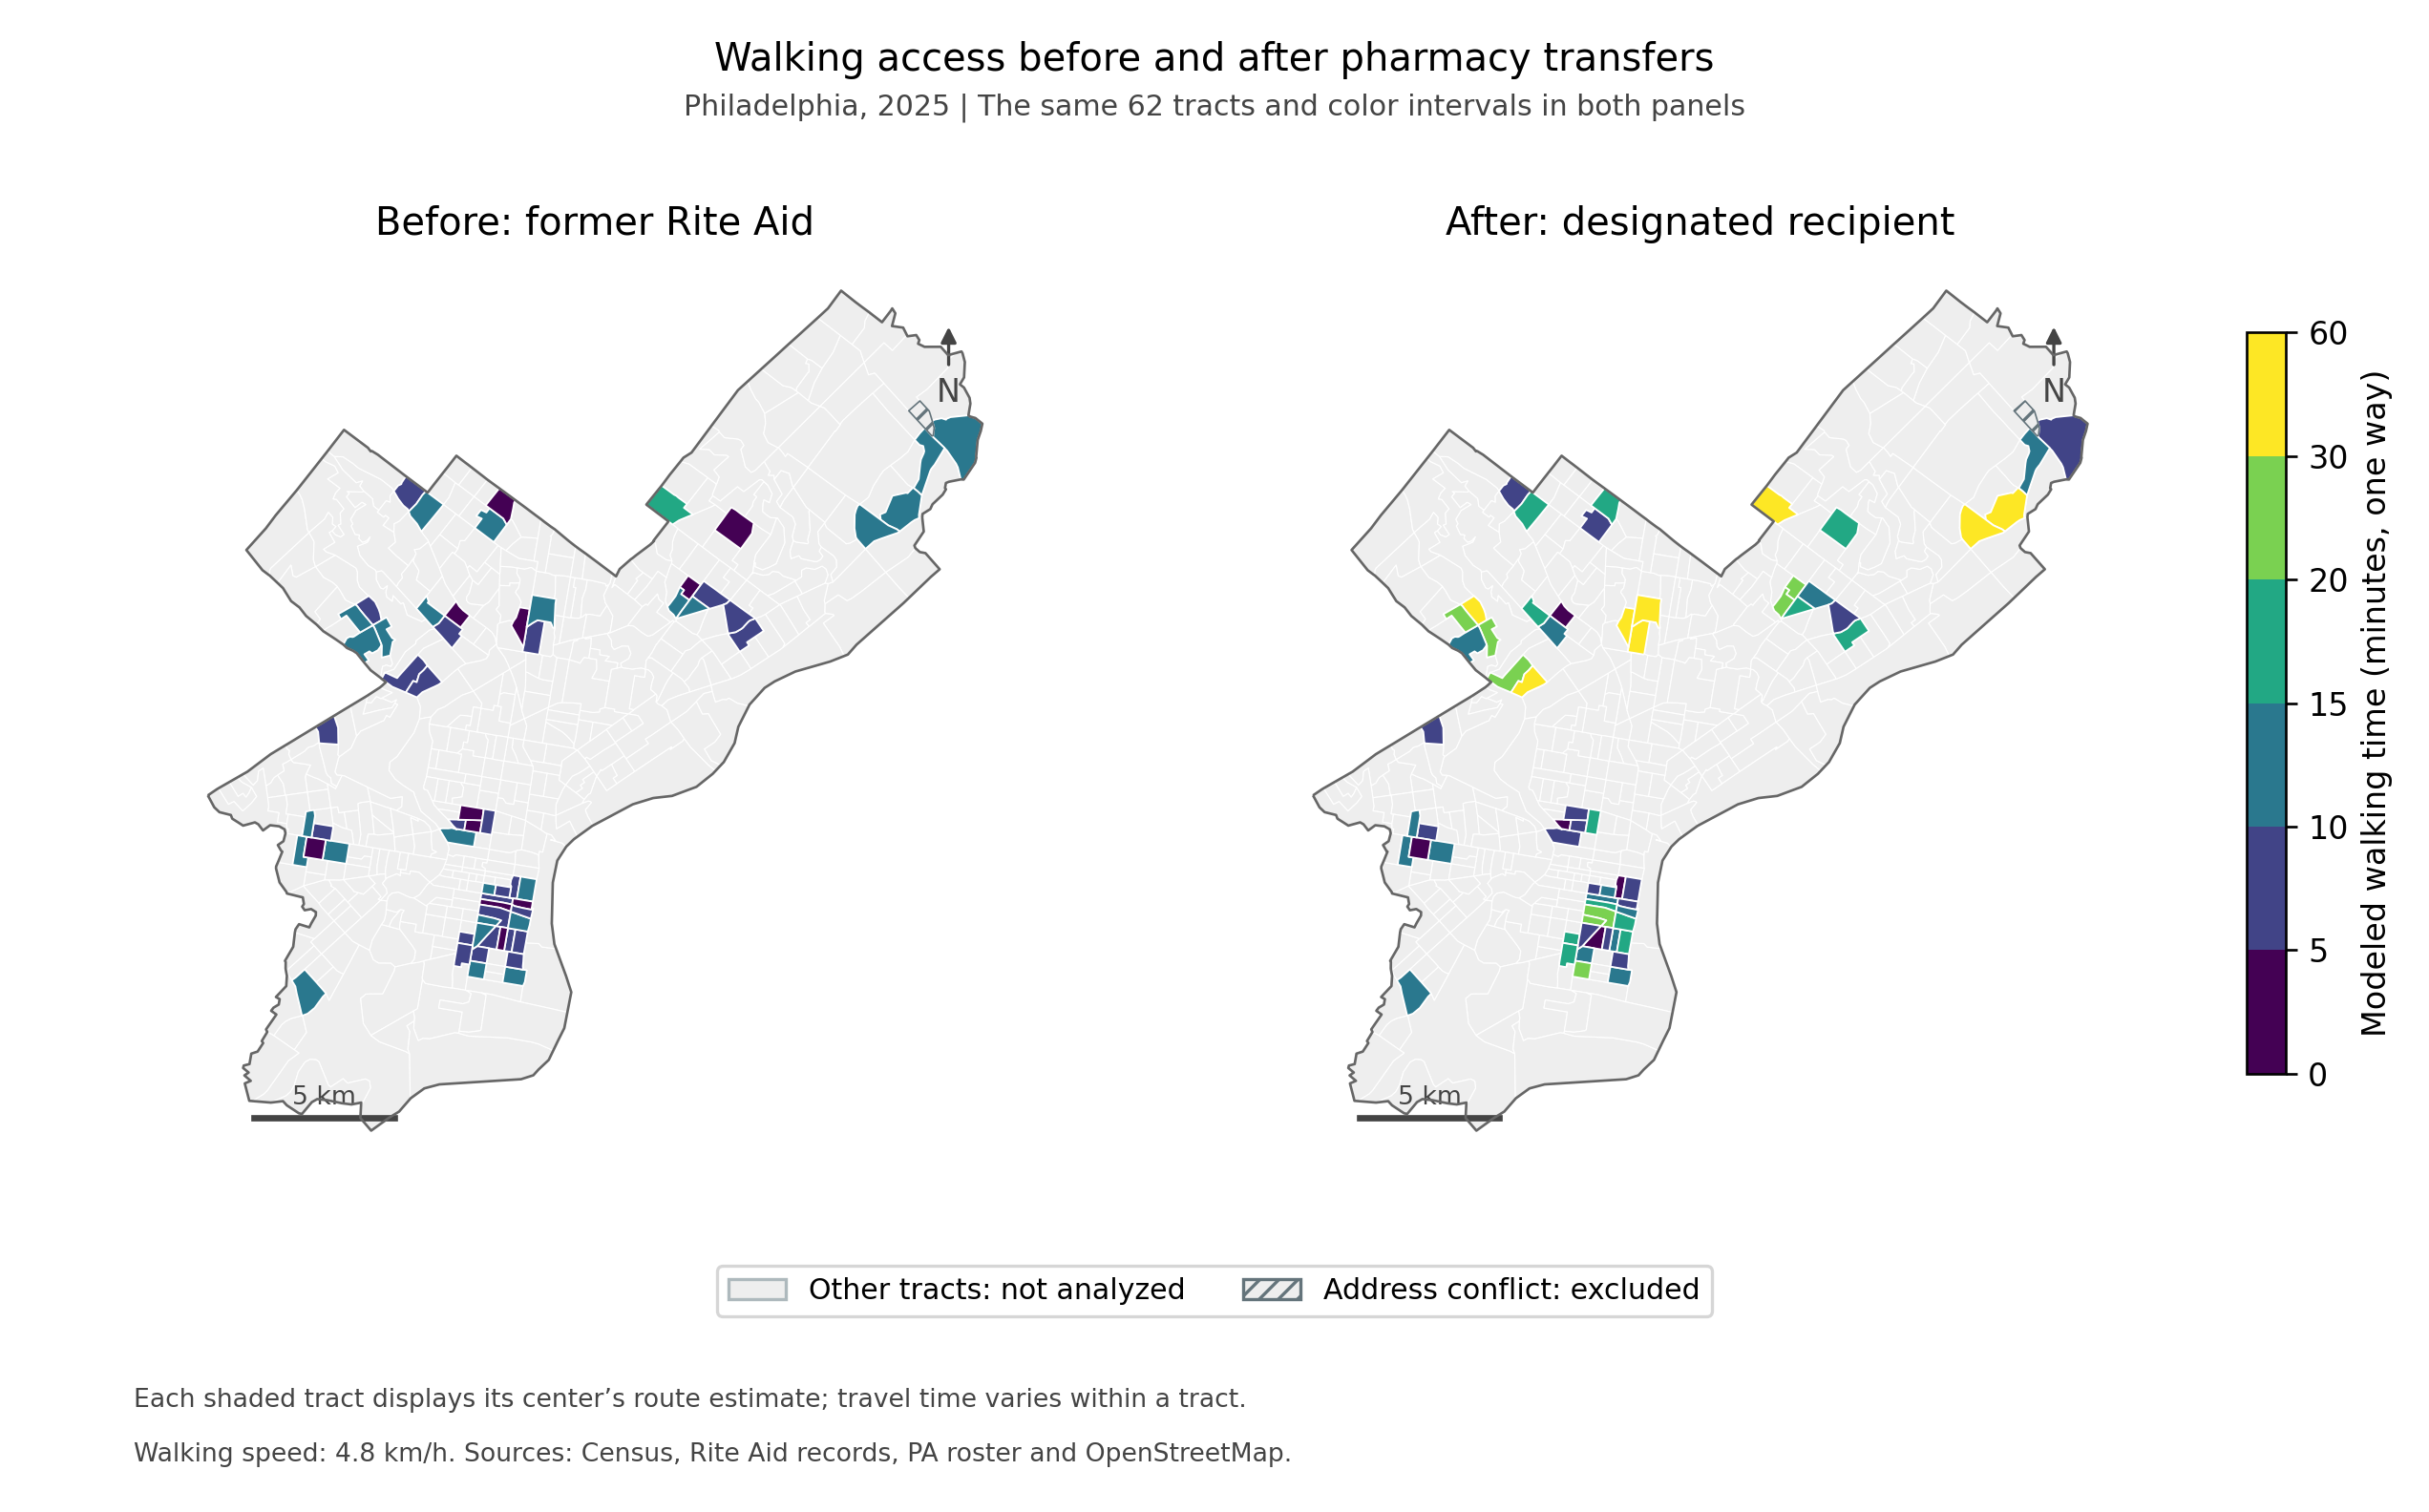 Walking access before and after pharmacy transfers
Philadelphia, 2025 | The same 62 tracts and color intervals in both panels
Before: former Rite Aid
After: designated recipient
N
N
60
30
20
15
10
5
0
Modeled walking time (minutes, one way)
5 km
5 km
Other tracts: not analyzed
Address conflict: excluded
Each shaded tract displays its center’s route estimate; travel time varies within a tract.
Walking speed: 4.8 km/h. Sources: Census, Rite Aid records, PA roster and OpenStreetMap.